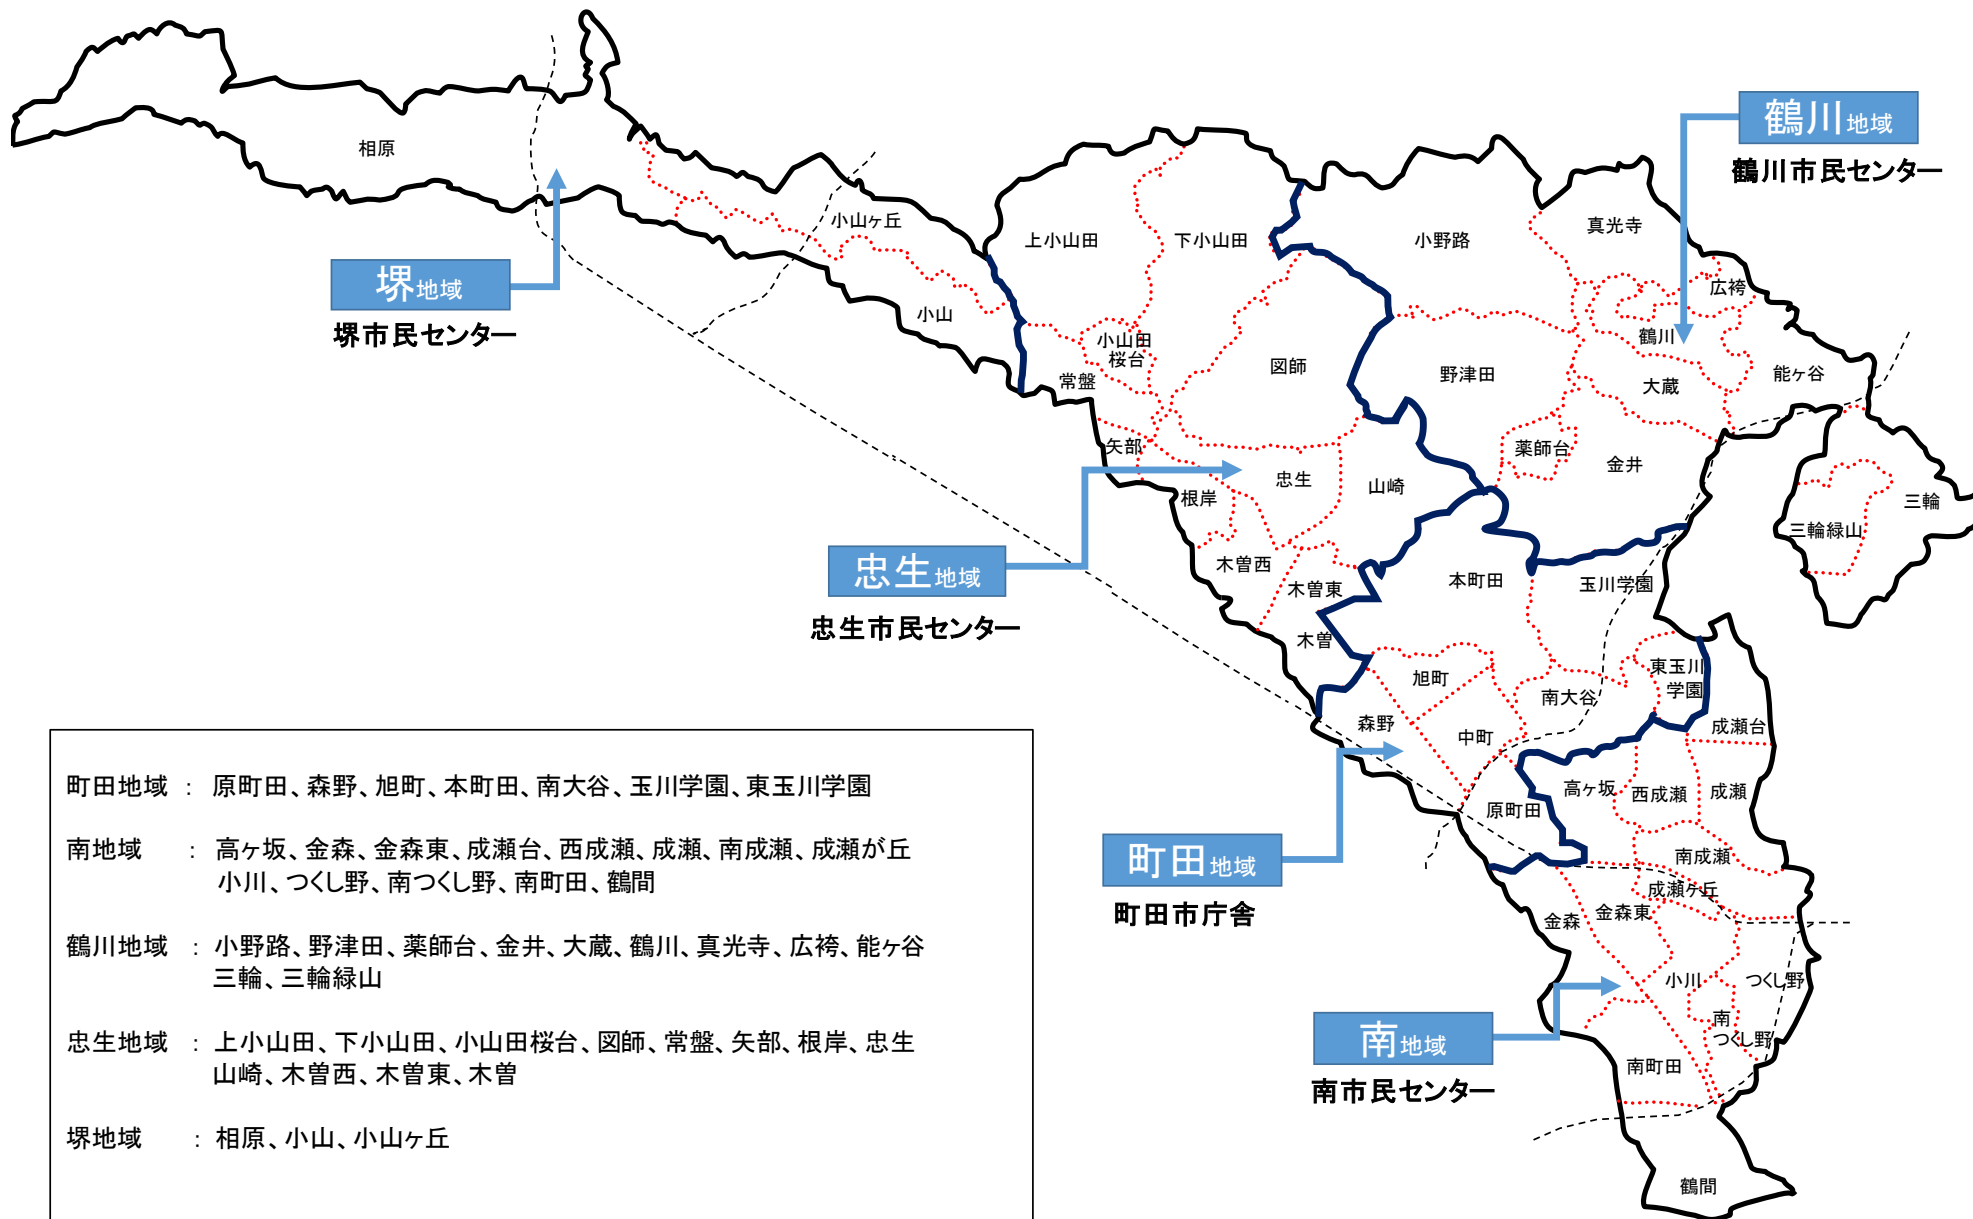 相原
小山ヶ丘
小山
上小山田
下小山田
小野路
真光寺
広袴
鶴川
能ヶ谷
大蔵
小山田
桜台
常盤
図師
野津田
薬師台
金井
矢部
根岸
忠生
山崎
三輪
三輪緑山
木曽西
木曽東
木曽
本町田
玉川学園
東玉川
学園
旭町
南大谷
森野
中町
原町田
成瀬台
高ヶ坂
西成瀬
成瀬
南成瀬
成瀬ヶ丘
金森
金森東
小川
つくし野
南
つくし野
南町田
鶴間
鶴川地域
鶴川市民センター
堺地域
堺市民センター
忠生地域
忠生市民センター
町田地域
町田市庁舎
南地域
南市民センター
町田地域 : 原町田、森野、旭町、本町田、南大谷、玉川学園、東玉川学園
南地域 : 高ヶ坂、金森、金森東、成瀬台、西成瀬、成瀬、南成瀬、成瀬が丘
小川、つくし野、南つくし野、南町田、鶴間
鶴川地域 : 小野路、野津田、薬師台、金井、大蔵、鶴川、真光寺、広袴、能ヶ谷
三輪、三輪緑山
忠生地域 : 上小山田、下小山田、小山田桜台、図師、常盤、矢部、根岸、忠生
山崎、木曽西、木曽東、木曽
堺地域 : 相原、小山、小山ヶ丘